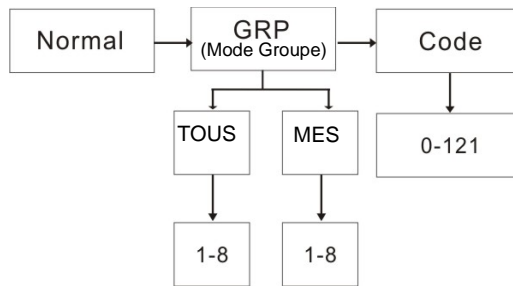 Normal
GRP
(Mode Groupe)
Code
TOUS
MES
0-121
1-8
1-8